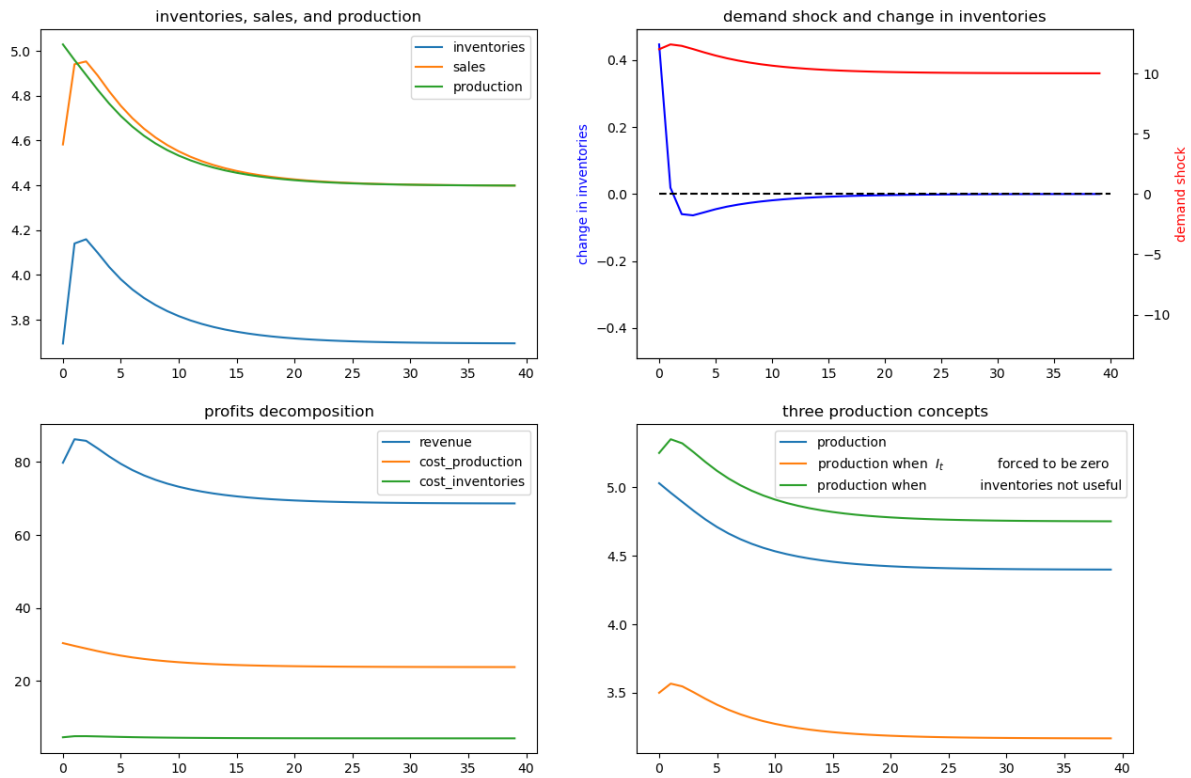 inventories, sales, and production
5.0
4.8
4.6
4.4
4.2
4.0
3.8
inventories
sales
production
0 5 10 15 20 25 30 35 40
demand shock and change in inventories
change in inventories
0.4
0.2
0.0
−0.2
−0.4
10
5
0
−5
−10
demand shock
0 5 10 15 20 25 30 35 40
profits decomposition
80
60
40
20
revenue
cost_production
cost_inventories
0 5 10 15 20 25 30 35 40
three production concepts
5.0
4.5
4.0
3.5
production
production when I_t forced to be zero
production when inventories not useful
0 5 10 15 20 25 30 35 40